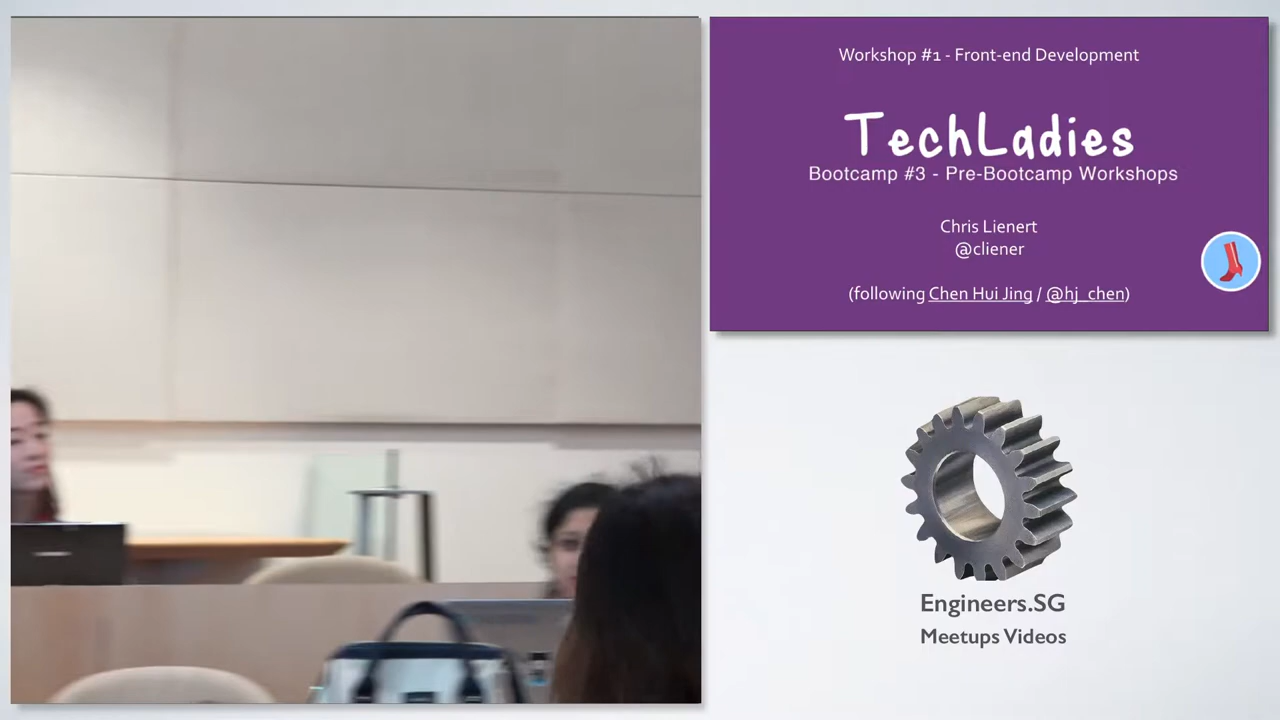 Workshop #1 - Front-end Development
TechLadies
Bootcamp #3 - Pre-Bootcamp Workshops
Chris Lienert
@cliener
(following Chen Hui Jing / @hj_chen)
Engineers.SG
Meetups Videos